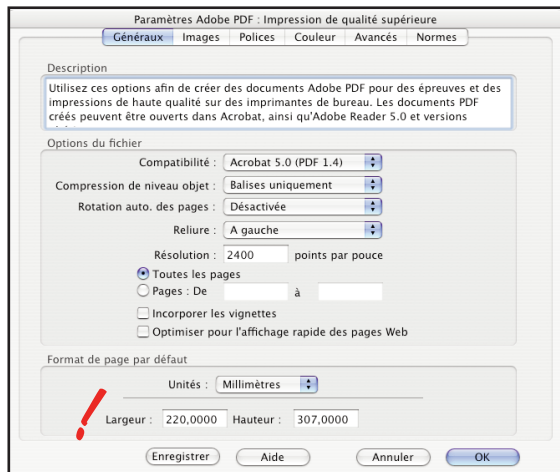 Paramètres Adobe PDF : Impression de qualité supérieure
Généraux Images Polices Couleur Avancés Normes
Description
Utilisez ces options afin de créer des documents Adobe PDF pour des épreuves et des
impressions de haute qualité sur des imprimantes de bureau. Les documents PDF
créés peuvent être ouverts dans Acrobat, ainsi qu'Adobe Reader 5.0 et versions
Options du fichier
Compatibilité : Acrobat 5.0 (PDF 1.4)
Compression de niveau objet : Balises uniquement
Rotation auto. des pages : Désactivée
Reliure : A gauche
Résolution : 2400 points par pouce
Toutes les pages
Pages : De à
Incorporer les vignettes
Optimiser pour l'affichage rapide des pages Web
Format de page par défaut
Unités : Millimètres
! Largeur : 220,0000 Hauteur : 307,0000
Enregistrer Aide Annuler OK